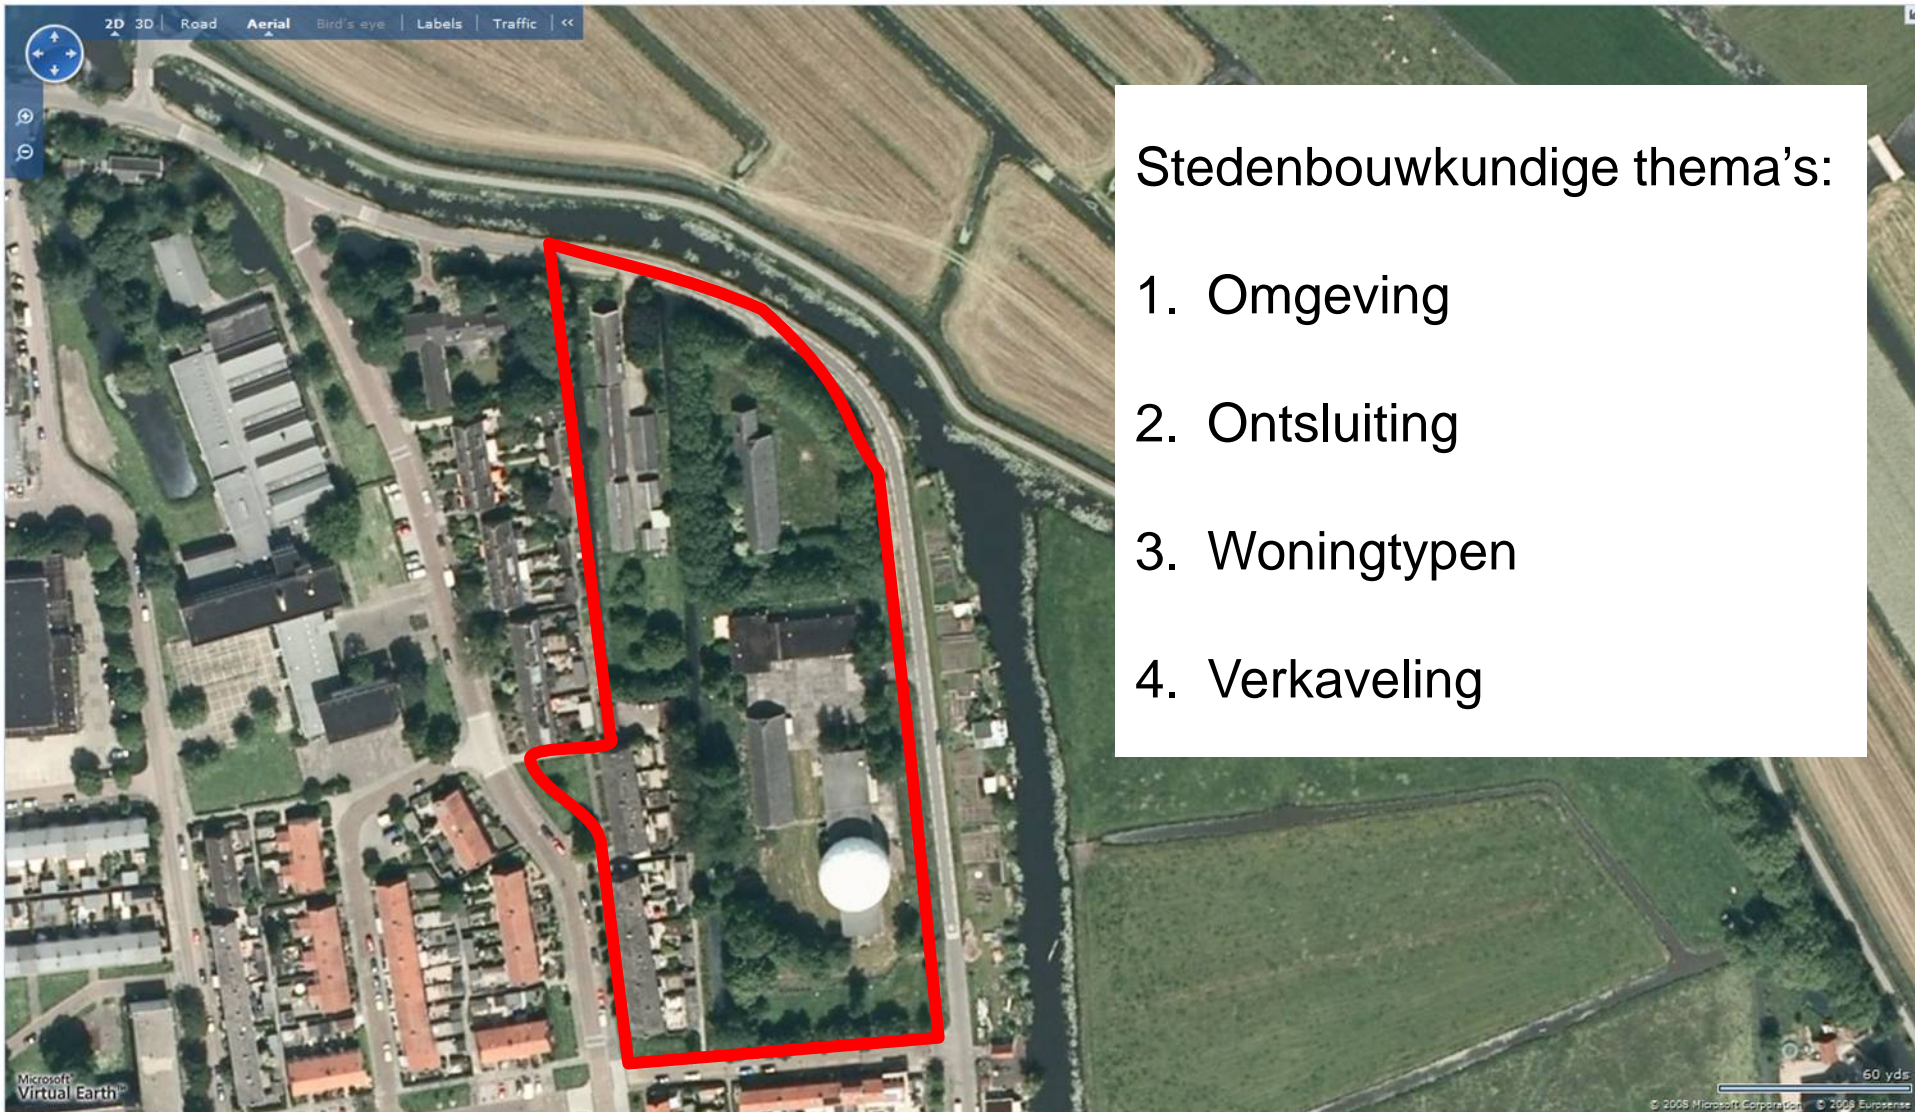 2D 3D Road Aerial Bird's eye Labels Traffic <<
Stedenbouwkundige thema’s:
1. Omgeving
2. Ontsluiting
3. Woningtypen
4. Verkaveling
Microsoft®
Virtual Earth™
60 yds
© 2008 Microsoft Corporation © 2008 Eurosense